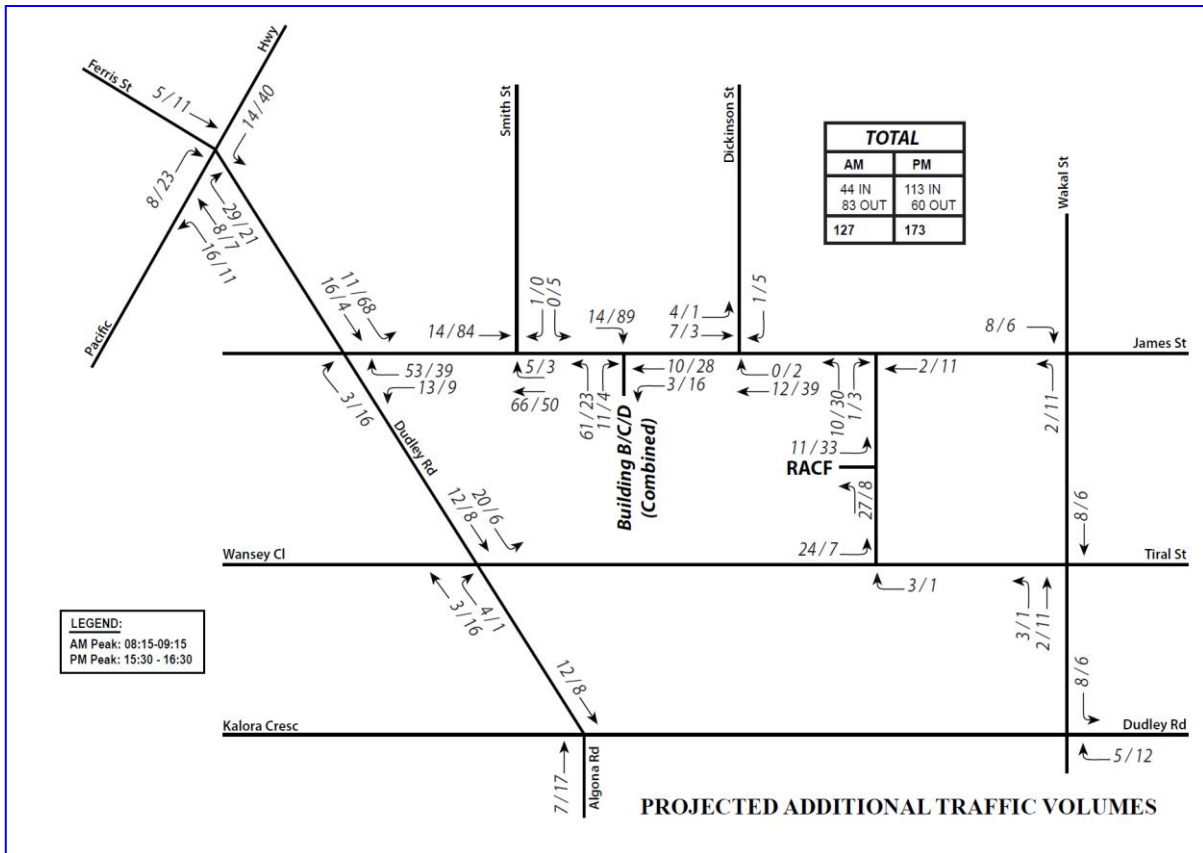 Ferris St
Hwy
5 / 11
14 / 40
8 / 23
29 / 21
8 / 7
16 / 11
Pacific
Smith St
Dickinson St
TOTAL
AM PM
44 IN 113 IN
83 OUT 60 OUT
127 173
Wakal St
11 / 68
16 / 4
14 / 84
1 / 0
0 / 5
14 / 89
4 / 1
7 / 3
1 / 5
8 / 6
James St
53 / 39
13 / 9
3 / 16
5 / 3
66 / 50
61 / 23
11 / 4
10 / 28
3 / 16
0 / 2
12 / 39
10 / 30
1 / 3
2 / 11
2 / 11
Dudley Rd
Building B/C/D
(Combined)
11 / 33
RACF
27 / 8
20 / 6
12 / 8
24 / 7
8 / 6
Wansey Cl
Tiral St
4 / 1
3 / 16
3 / 1
3 / 1
2 / 11
LEGEND:
AM Peak: 08:15-09:15
PM Peak: 15:30 - 16:30
12 / 8
8 / 6
Kalora Cresc
Dudley Rd
7 / 17
Algona Rd
5 / 12
PROJECTED ADDITIONAL TRAFFIC VOLUMES